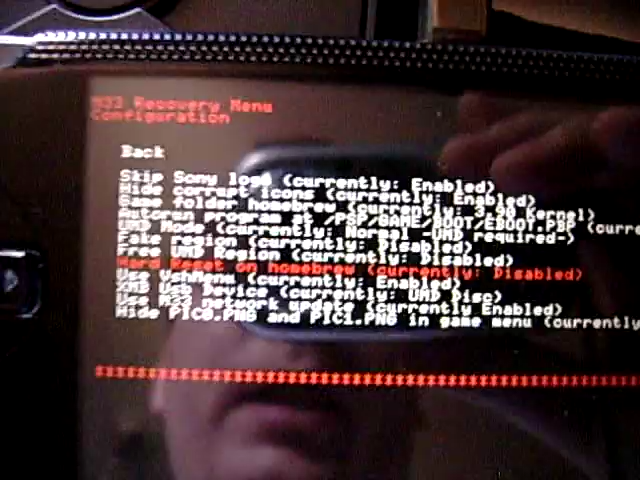 M33 Recovery Menu
Configuration
Back
Skip Sony logo (currently: Enabled)
Hide corrupt icons (currently: Enabled)
Game folder homebrew (currently: 3.90 Kernel)
Autorun program at /PSP/GAME/BOOT/EBOOT.PBP (curre
UMD Mode (currently: Normal -UMD required-)
Fake region (currently: Disabled)
Free UMD Region (currently: Disabled)
Hard Reset on homebrew (currently: Disabled)
Use VshMenu (currently: Enabled)
XMB Usb Device (currently: UMD Disc)
Use M33 network update (currently Enabled)
Hide PIC0.PNG and PIC1.PNG in game menu (currently